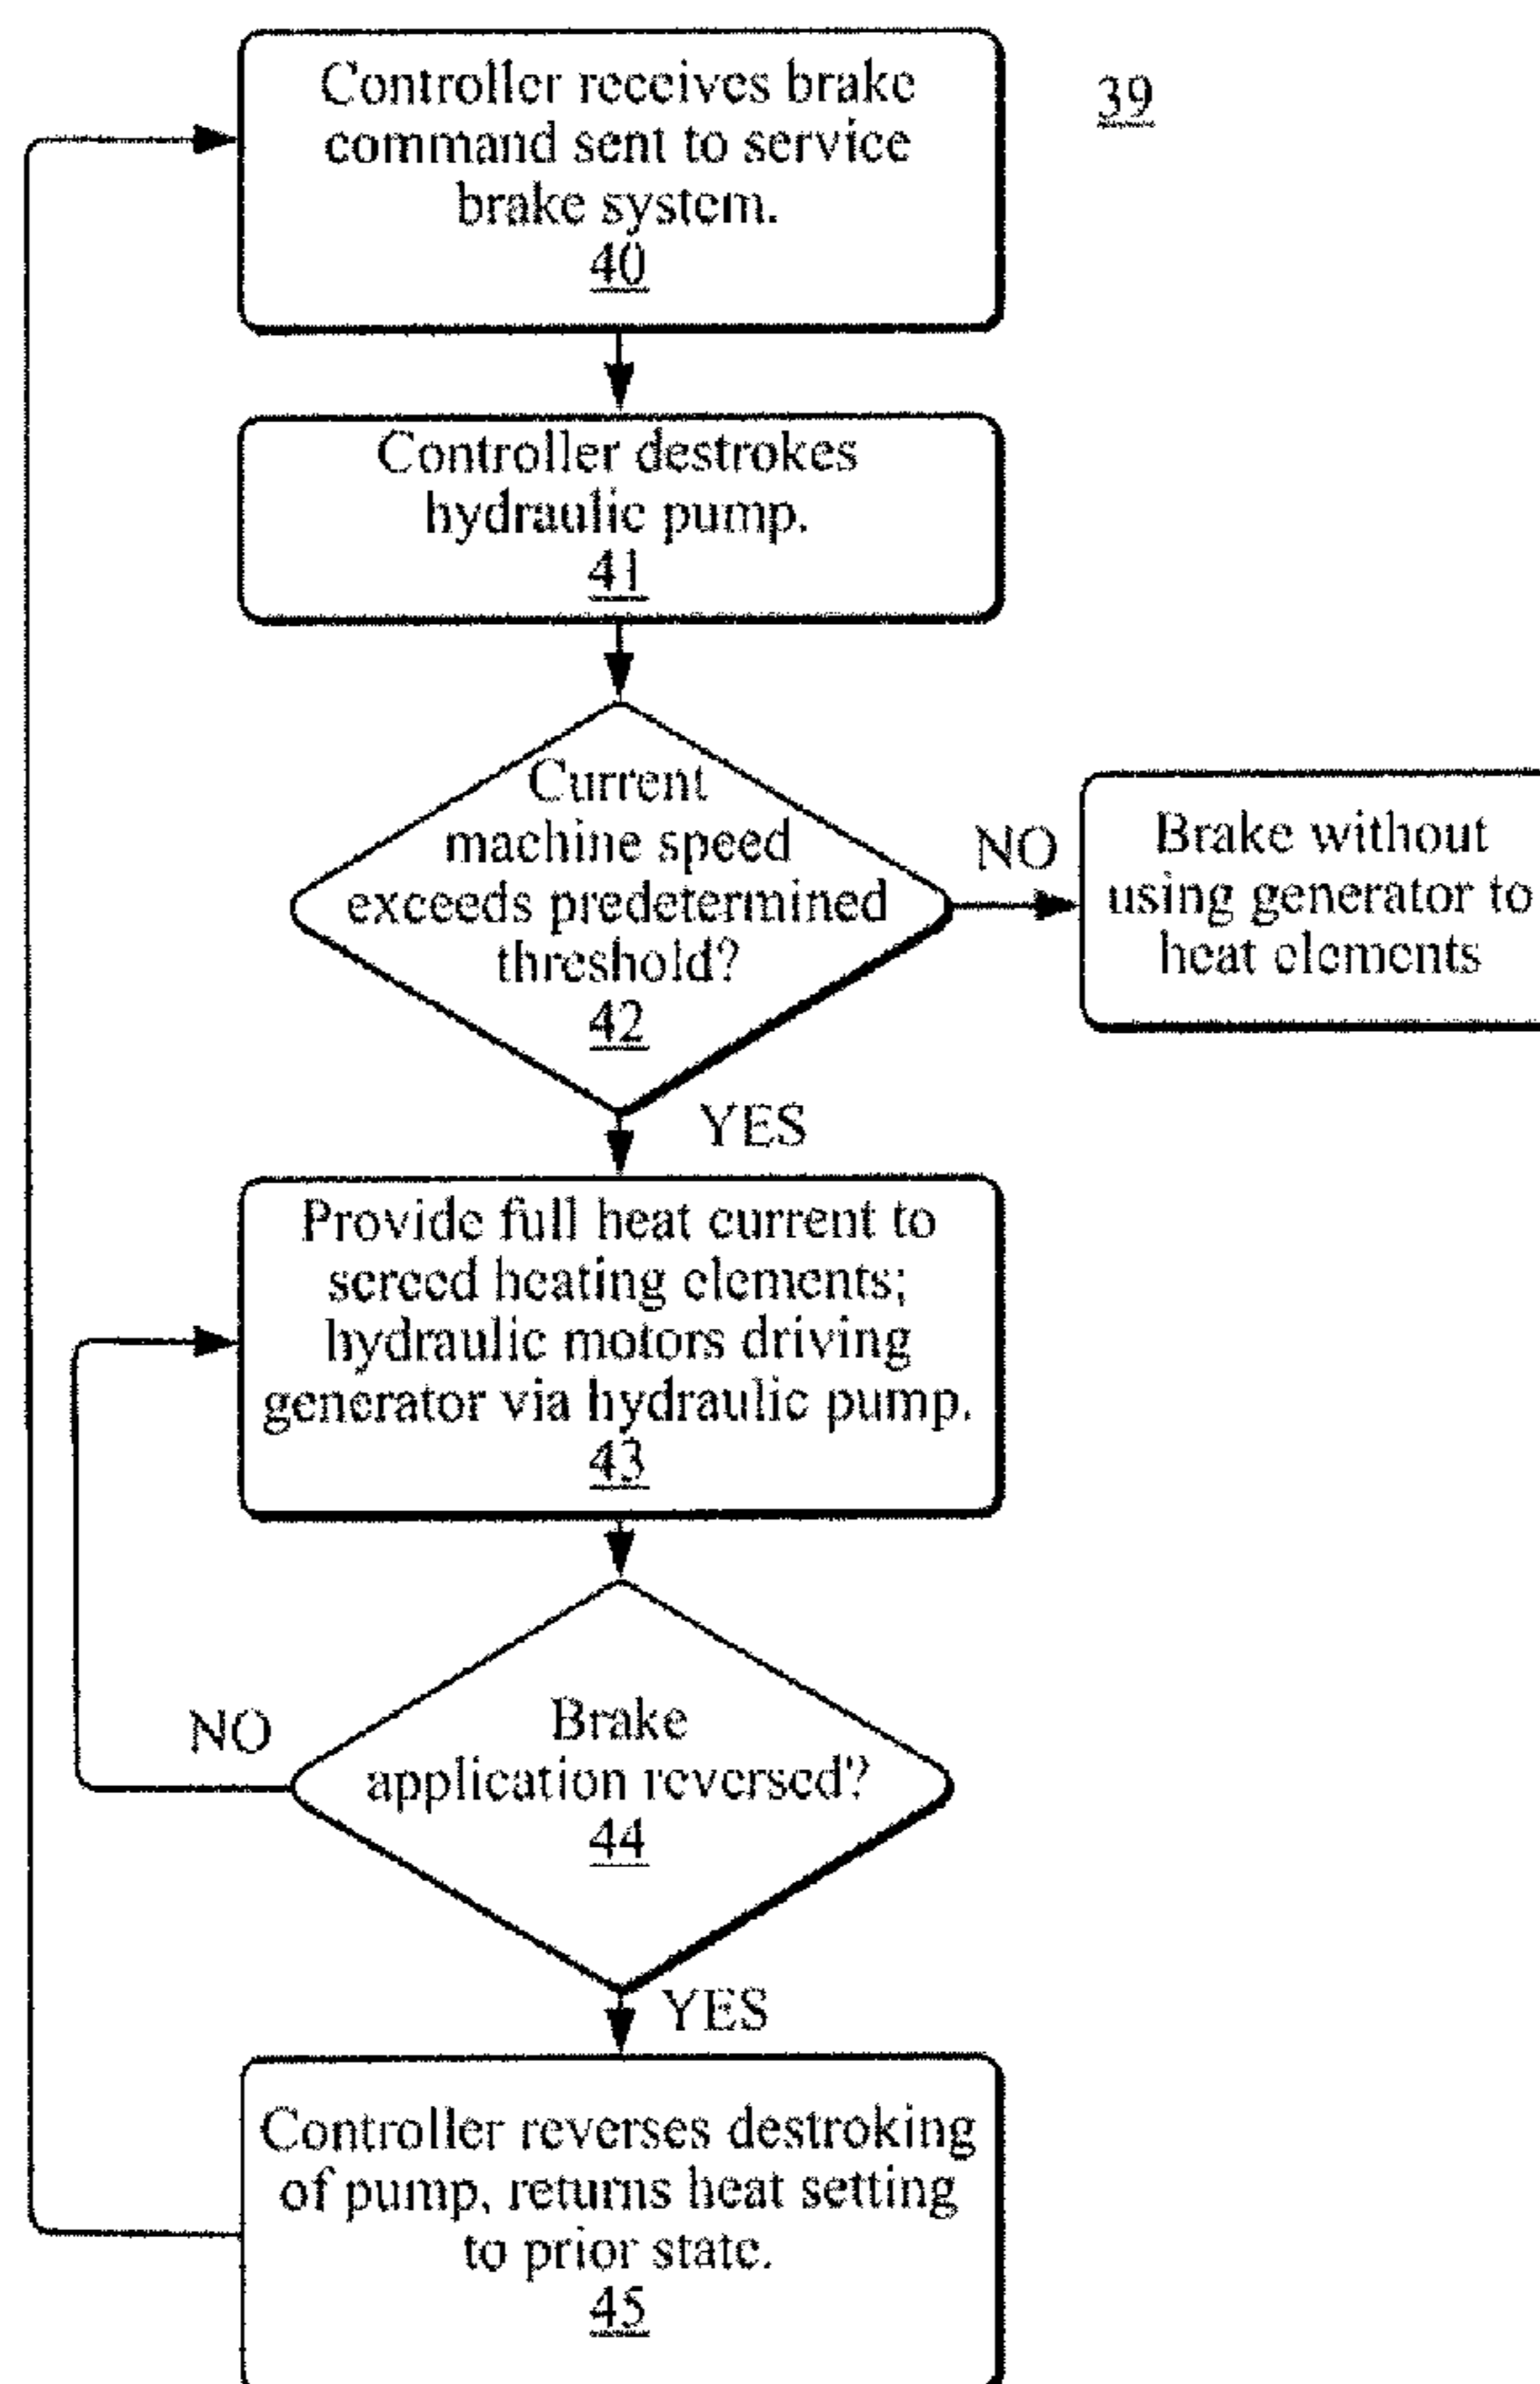 Controller receives brake
command sent to service
brake system.
40
39
Controller destrokes
hydraulic pump.
41
Current
machine speed
exceeds predetermined
threshold?
42
NO
Brake without
using generator to
heat elements
YES
Provide full heat current to
screed heating elements;
hydraulic motors driving
generator via hydraulic pump.
43
Brake
application reversed?
44
NO
YES
Controller reverses destroking
of pump, returns heat setting
to prior state.
45